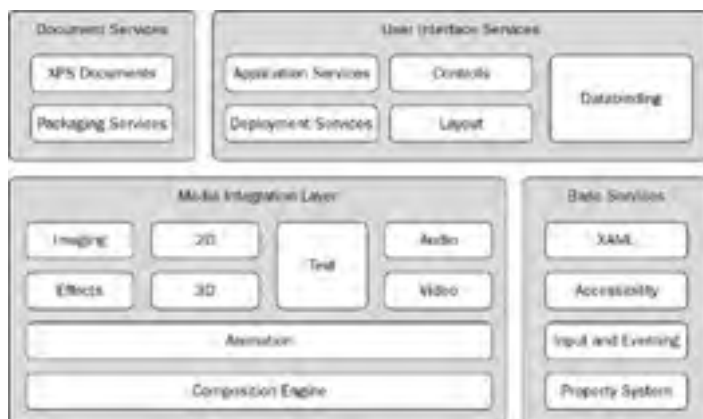 Document Services
XPS Documents
Packaging Services
User Interface Services
Application Services
Controls
Deployment Services
Layout
Databinding
Media Integration Layer
Imaging
2D
Text
Audio
Effects
3D
Video
Animation
Composition Engine
Base Services
XAML
Accessibility
Input and Eventing
Property System